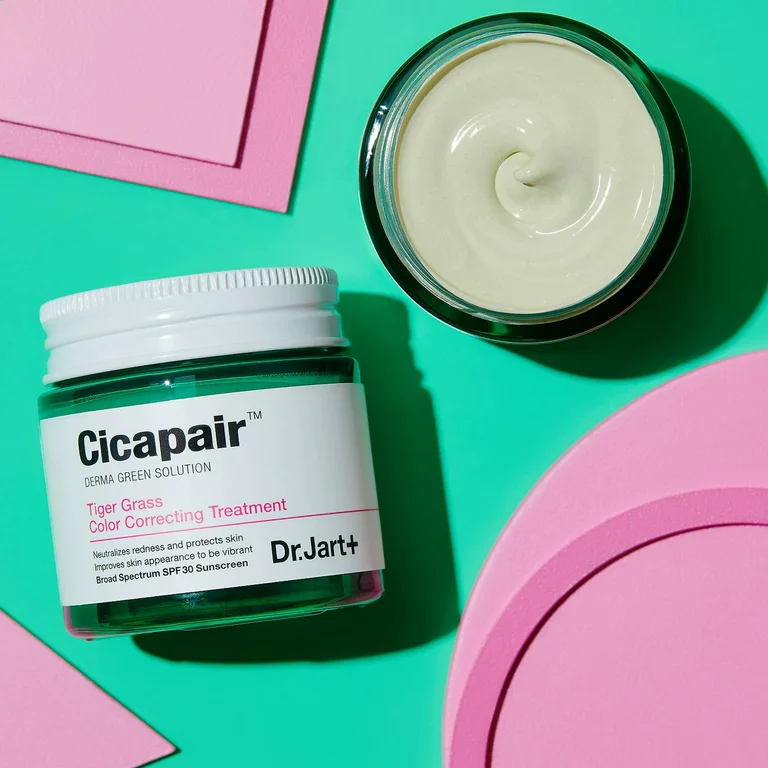 Cicapair™
DERMA GREEN SOLUTION
Tiger Grass
Color Correcting Treatment
Neutralizes redness and protects skin
Improves skin appearance to be vibrant
Broad Spectrum SPF30 Sunscreen
Dr.Jart+